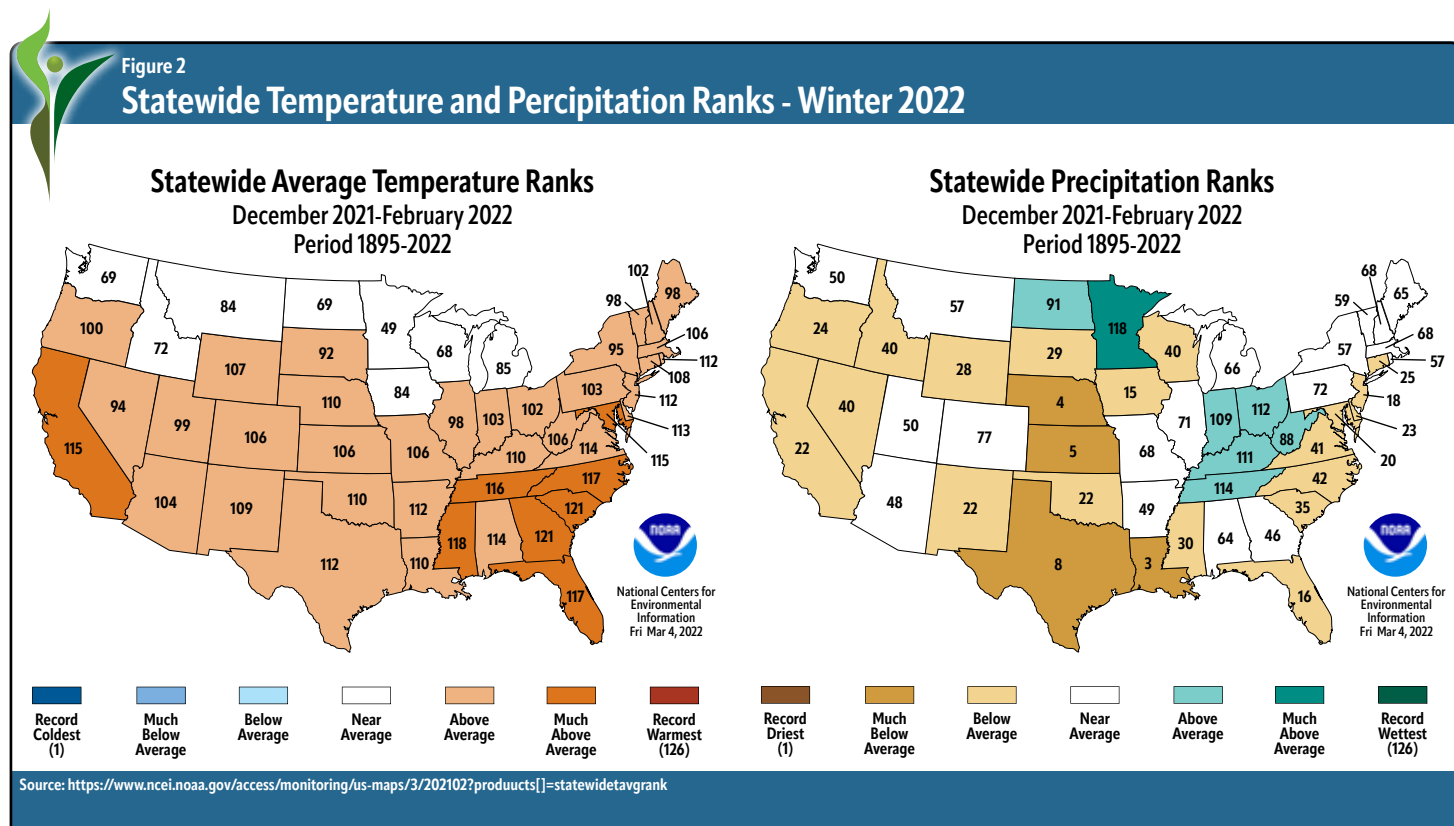 Figure 2
Statewide Temperature and Percipitation Ranks - Winter 2022
Statewide Average Temperature Ranks
December 2021-February 2022
Period 1895-2022
69
84
69
49
68
85
100
72
107
92
110
84
94
99
106
106
106
98
103
102
103
95
98
102
98
106
112
108
112
113
115
106
114
110
115
104
109
110
112
112
110
116
117
121
118
114
121
117
NOAA
National Centers for
Environmental
Information
Fri Mar 4, 2022
Record
Coldest
(1)
Much
Below
Average
Below
Average
Near
Average
Above
Average
Much
Above
Average
Record
Warmest
(126)
Statewide Precipitation Ranks
December 2021-February 2022
Period 1895-2022
50
57
91
118
40
66
24
40
28
29
4
15
22
40
50
77
5
68
71
109
112
72
57
59
68
65
68
57
25
18
23
20
88
41
111
48
22
22
8
49
3
114
42
35
30
64
46
16
NOAA
National Centers for
Environmental
Information
Fri Mar 4, 2022
Record
Driest
(1)
Much
Below
Average
Below
Average
Near
Average
Above
Average
Much
Above
Average
Record
Wettest
(126)
Source: https://www.ncei.noaa.gov/access/monitoring/us-maps/3/202102?produucts[]=statewidetavgrank